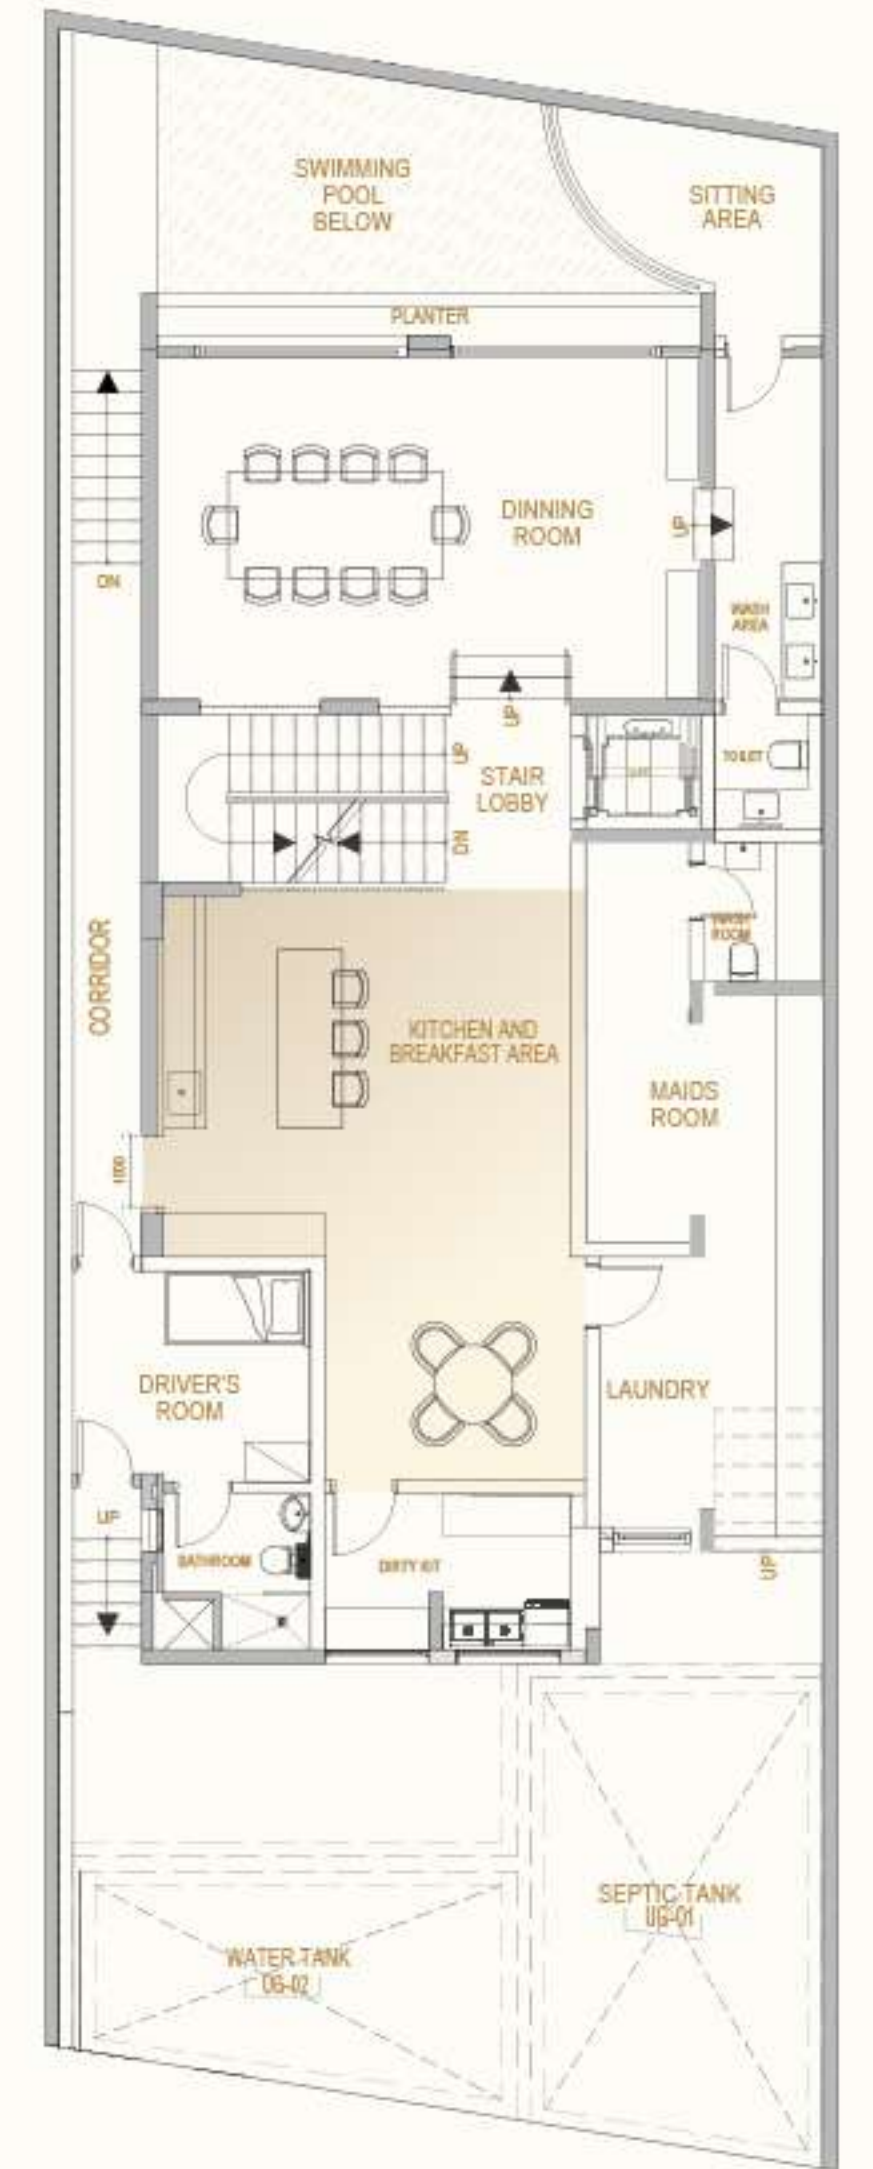 SWIMMING
POOL
BELOW
SITTING
AREA
PLANTER
DINNING
ROOM
UP
DN
WASH
AREA
UP
UP
STAIR
LOBBY
TOILET
DN
WASH
ROOM
CORRIDOR
KITCHEN AND
BREAKFAST AREA
MAIDS
ROOM
DRIVER'S
ROOM
LAUNDRY
UP
BATHROOM
DIRTY KIT
UP
SEPTIC TANK
UG-01
WATER TANK
UG-02